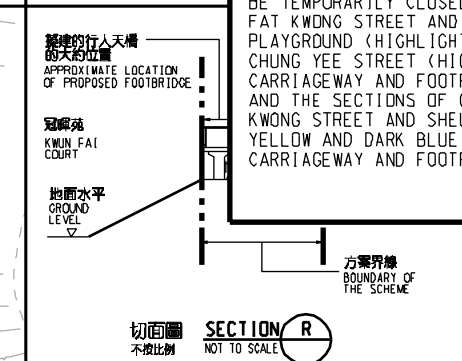 擬建的行人天橋
的大約位置
APPROXIMATE LOCATION
OF PROPOSED FOOTBRIDGE
冠暉苑
KWUN FAI
COURT
地面水平
GROUND
LEVEL
BE TEMPORARILY CLOSED
FAT KWONG STREET AND
PLAYGROUND (HIGHLIGHT
CHUNG YEE STREET (HIG
CARRIAGEWAY AND FOOTP
AND THE SECTIONS OF
KWONG STREET AND SHE
YELLOW AND DARK BLUE
CARRIAGEWAY AND FOOTP
方案界線
BOUNDARY OF
THE SCHEME
切面圖 SECTION R
不按比例 NOT TO SCALE